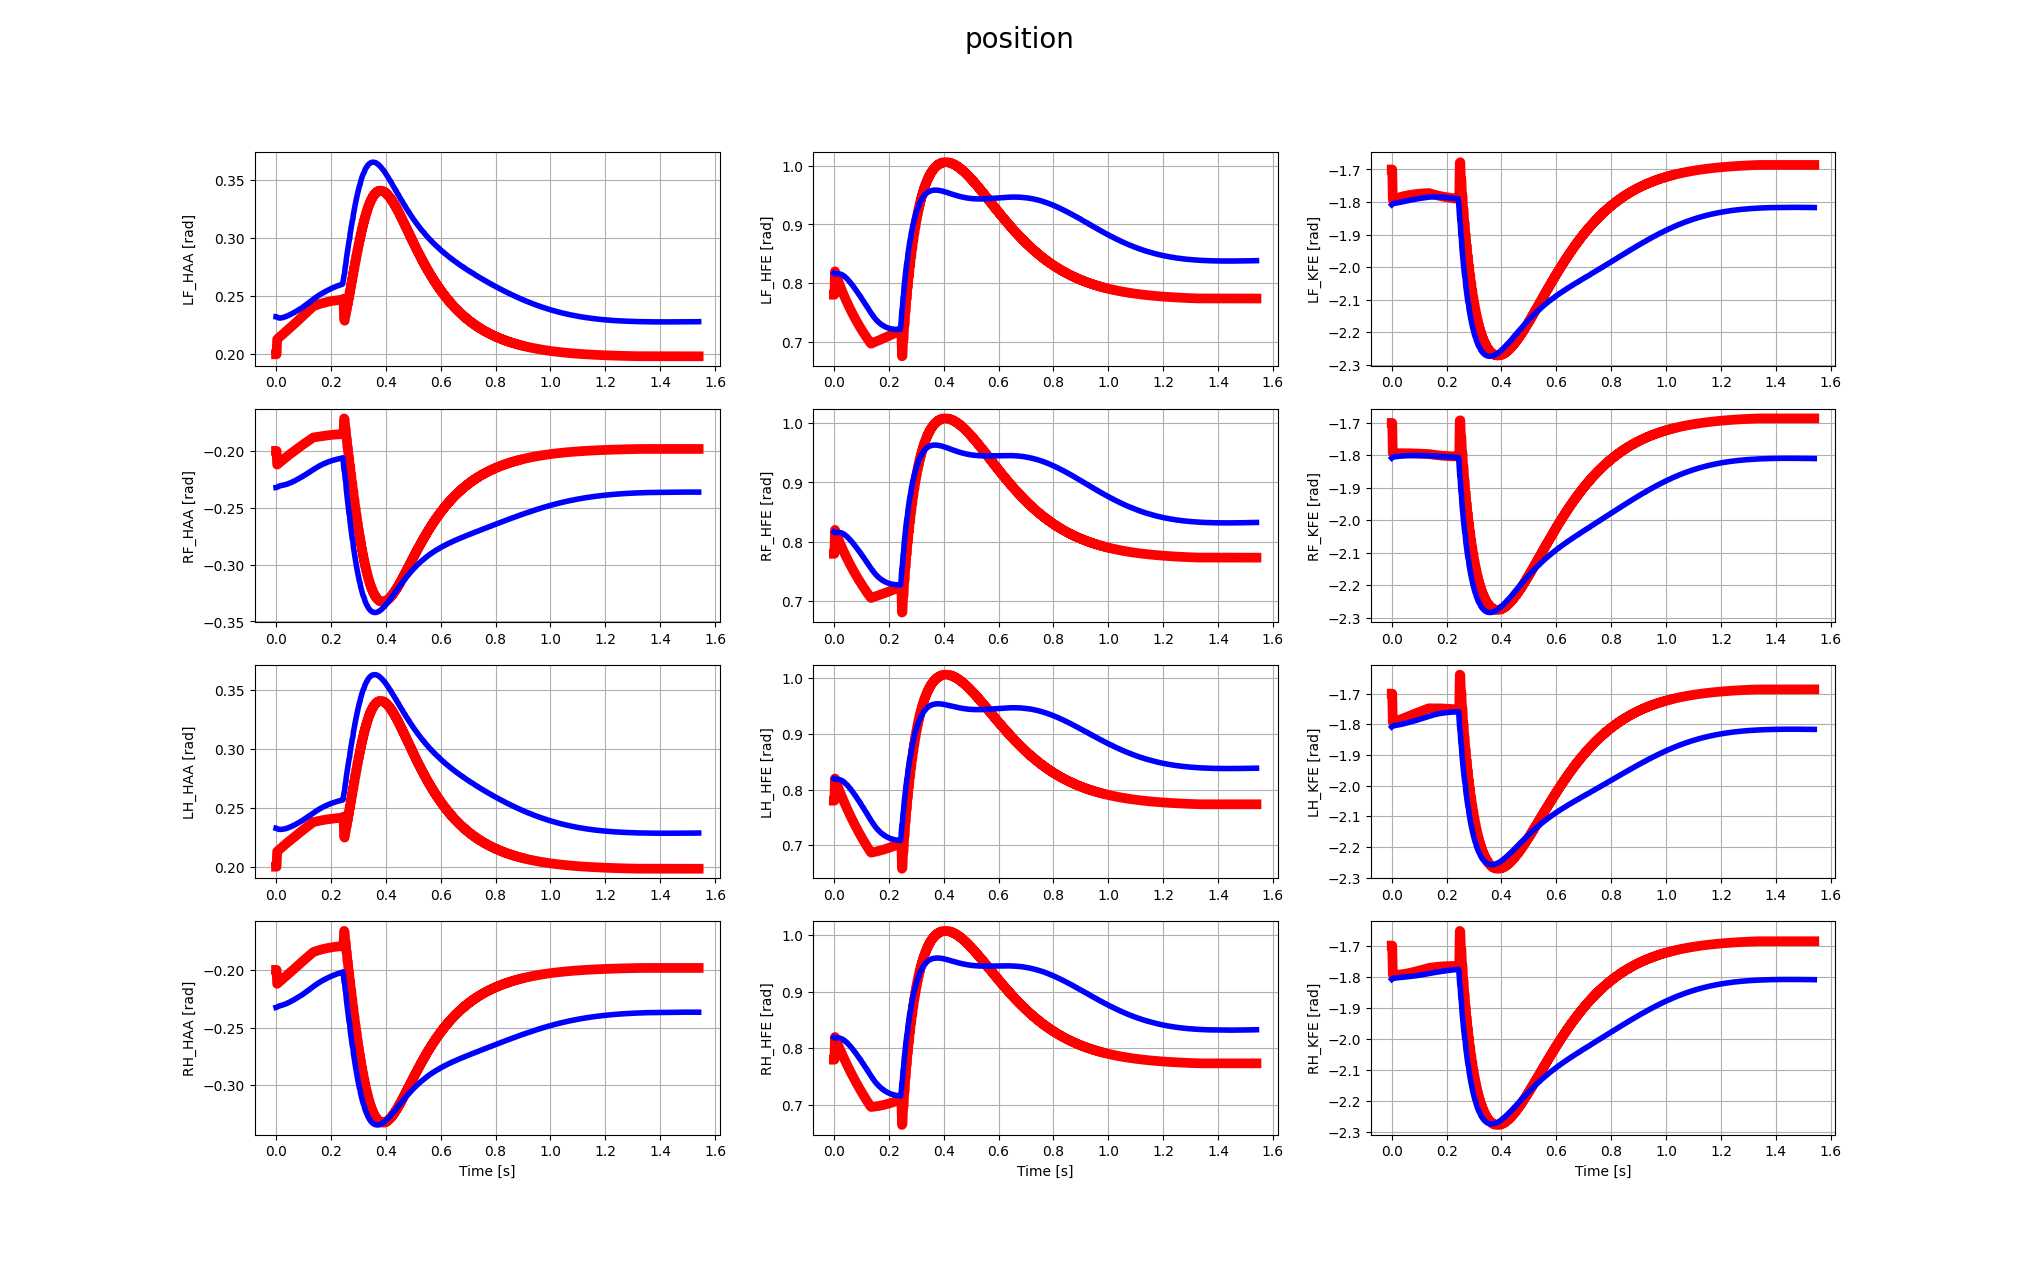 position
LF_HAA [rad]
0.35
0.30
0.25
0.20
0.0 0.2 0.4 0.6 0.8 1.0 1.2 1.4 1.6
LF_HFE [rad]
1.0
0.9
0.8
0.7
0.0 0.2 0.4 0.6 0.8 1.0 1.2 1.4 1.6
LF_KFE [rad]
−1.7
−1.8
−1.9
−2.0
−2.1
−2.2
−2.3
0.0 0.2 0.4 0.6 0.8 1.0 1.2 1.4 1.6
RF_HAA [rad]
−0.20
−0.25
−0.30
−0.35
0.0 0.2 0.4 0.6 0.8 1.0 1.2 1.4 1.6
RF_HFE [rad]
1.0
0.9
0.8
0.7
0.0 0.2 0.4 0.6 0.8 1.0 1.2 1.4 1.6
RF_KFE [rad]
−1.7
−1.8
−1.9
−2.0
−2.1
−2.2
−2.3
0.0 0.2 0.4 0.6 0.8 1.0 1.2 1.4 1.6
LH_HAA [rad]
0.35
0.30
0.25
0.20
0.0 0.2 0.4 0.6 0.8 1.0 1.2 1.4 1.6
LH_HFE [rad]
1.0
0.9
0.8
0.7
0.0 0.2 0.4 0.6 0.8 1.0 1.2 1.4 1.6
LH_KFE [rad]
−1.7
−1.8
−1.9
−2.0
−2.1
−2.2
−2.3
0.0 0.2 0.4 0.6 0.8 1.0 1.2 1.4 1.6
RH_HAA [rad]
−0.20
−0.25
−0.30
0.0 0.2 0.4 0.6 0.8 1.0 1.2 1.4 1.6
Time [s]
RH_HFE [rad]
1.0
0.9
0.8
0.7
0.0 0.2 0.4 0.6 0.8 1.0 1.2 1.4 1.6
Time [s]
RH_KFE [rad]
−1.7
−1.8
−1.9
−2.0
−2.1
−2.2
−2.3
0.0 0.2 0.4 0.6 0.8 1.0 1.2 1.4 1.6
Time [s]